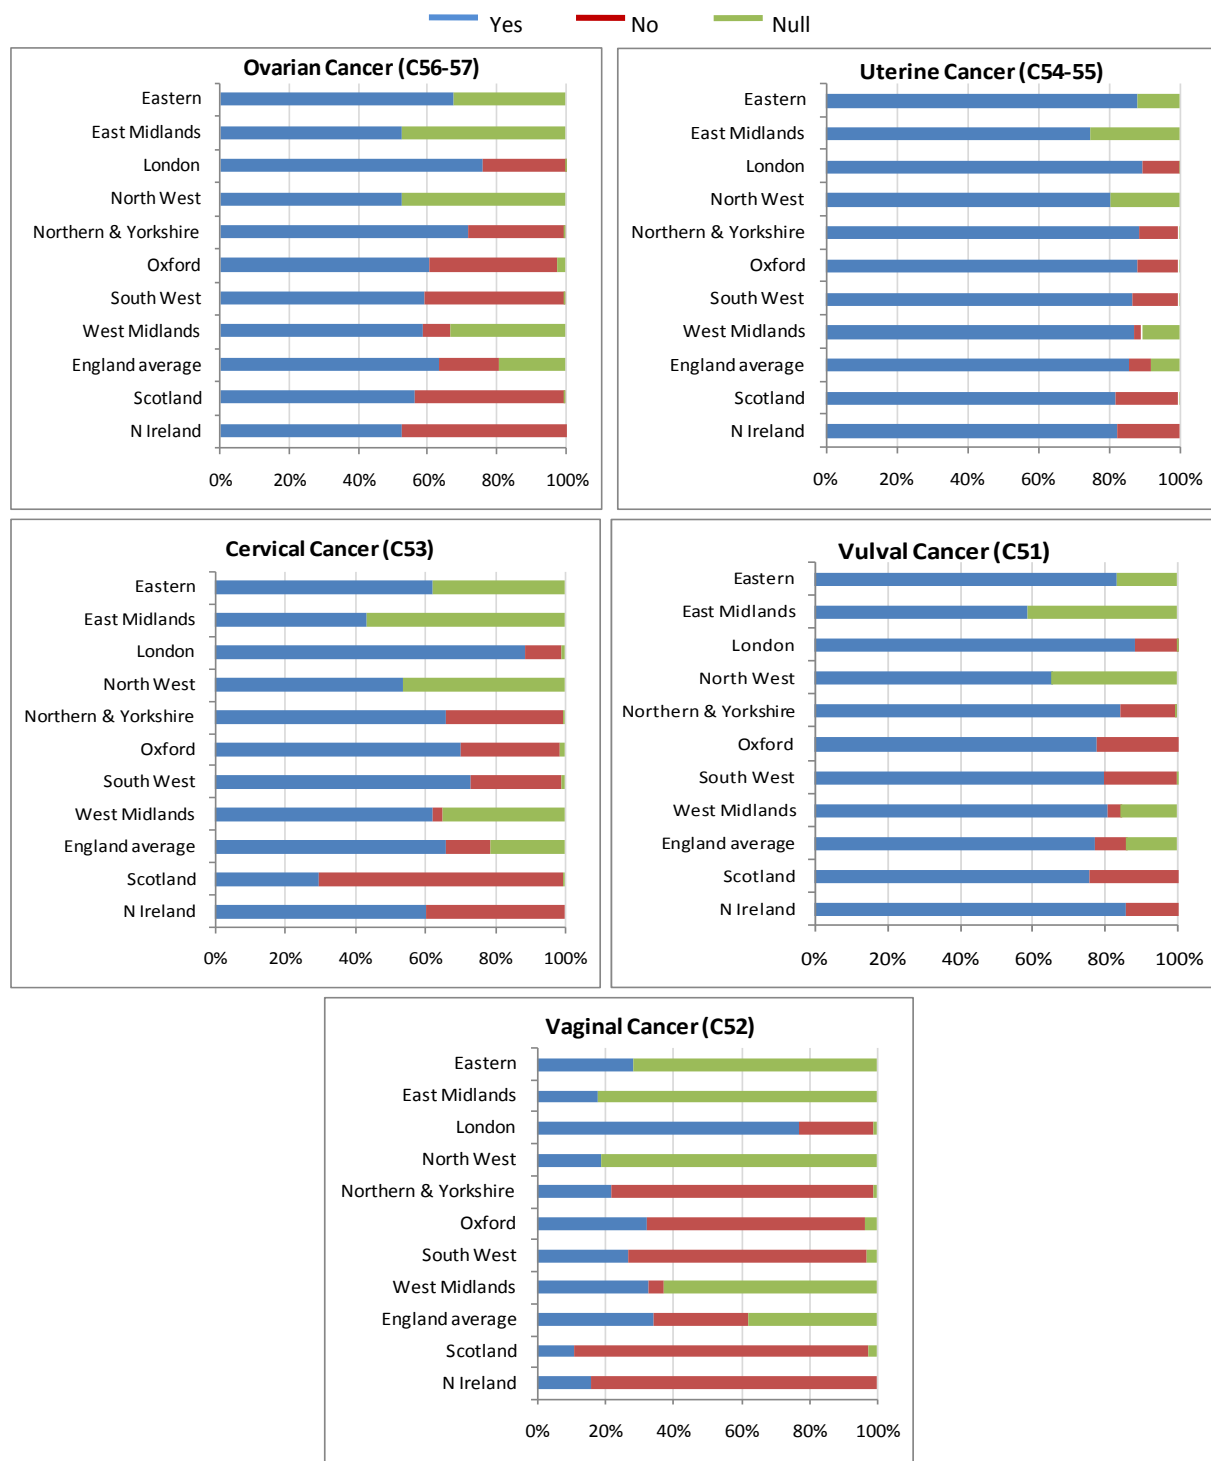 Yes No Null
Ovarian Cancer (C56-57)
Eastern
East Midlands
London
North West
Northern & Yorkshire
Oxford
South West
West Midlands
England average
Scotland
N Ireland
0% 20% 40% 60% 80% 100%
Uterine Cancer (C54-55)
Eastern
East Midlands
London
North West
Northern & Yorkshire
Oxford
South West
West Midlands
England average
Scotland
N Ireland
0% 20% 40% 60% 80% 100%
Cervical Cancer (C53)
Eastern
East Midlands
London
North West
Northern & Yorkshire
Oxford
South West
West Midlands
England average
Scotland
N Ireland
0% 20% 40% 60% 80% 100%
Vulval Cancer (C51)
Eastern
East Midlands
London
North West
Northern & Yorkshire
Oxford
South West
West Midlands
England average
Scotland
N Ireland
0% 20% 40% 60% 80% 100%
Vaginal Cancer (C52)
Eastern
East Midlands
London
North West
Northern & Yorkshire
Oxford
South West
West Midlands
England average
Scotland
N Ireland
0% 20% 40% 60% 80% 100%